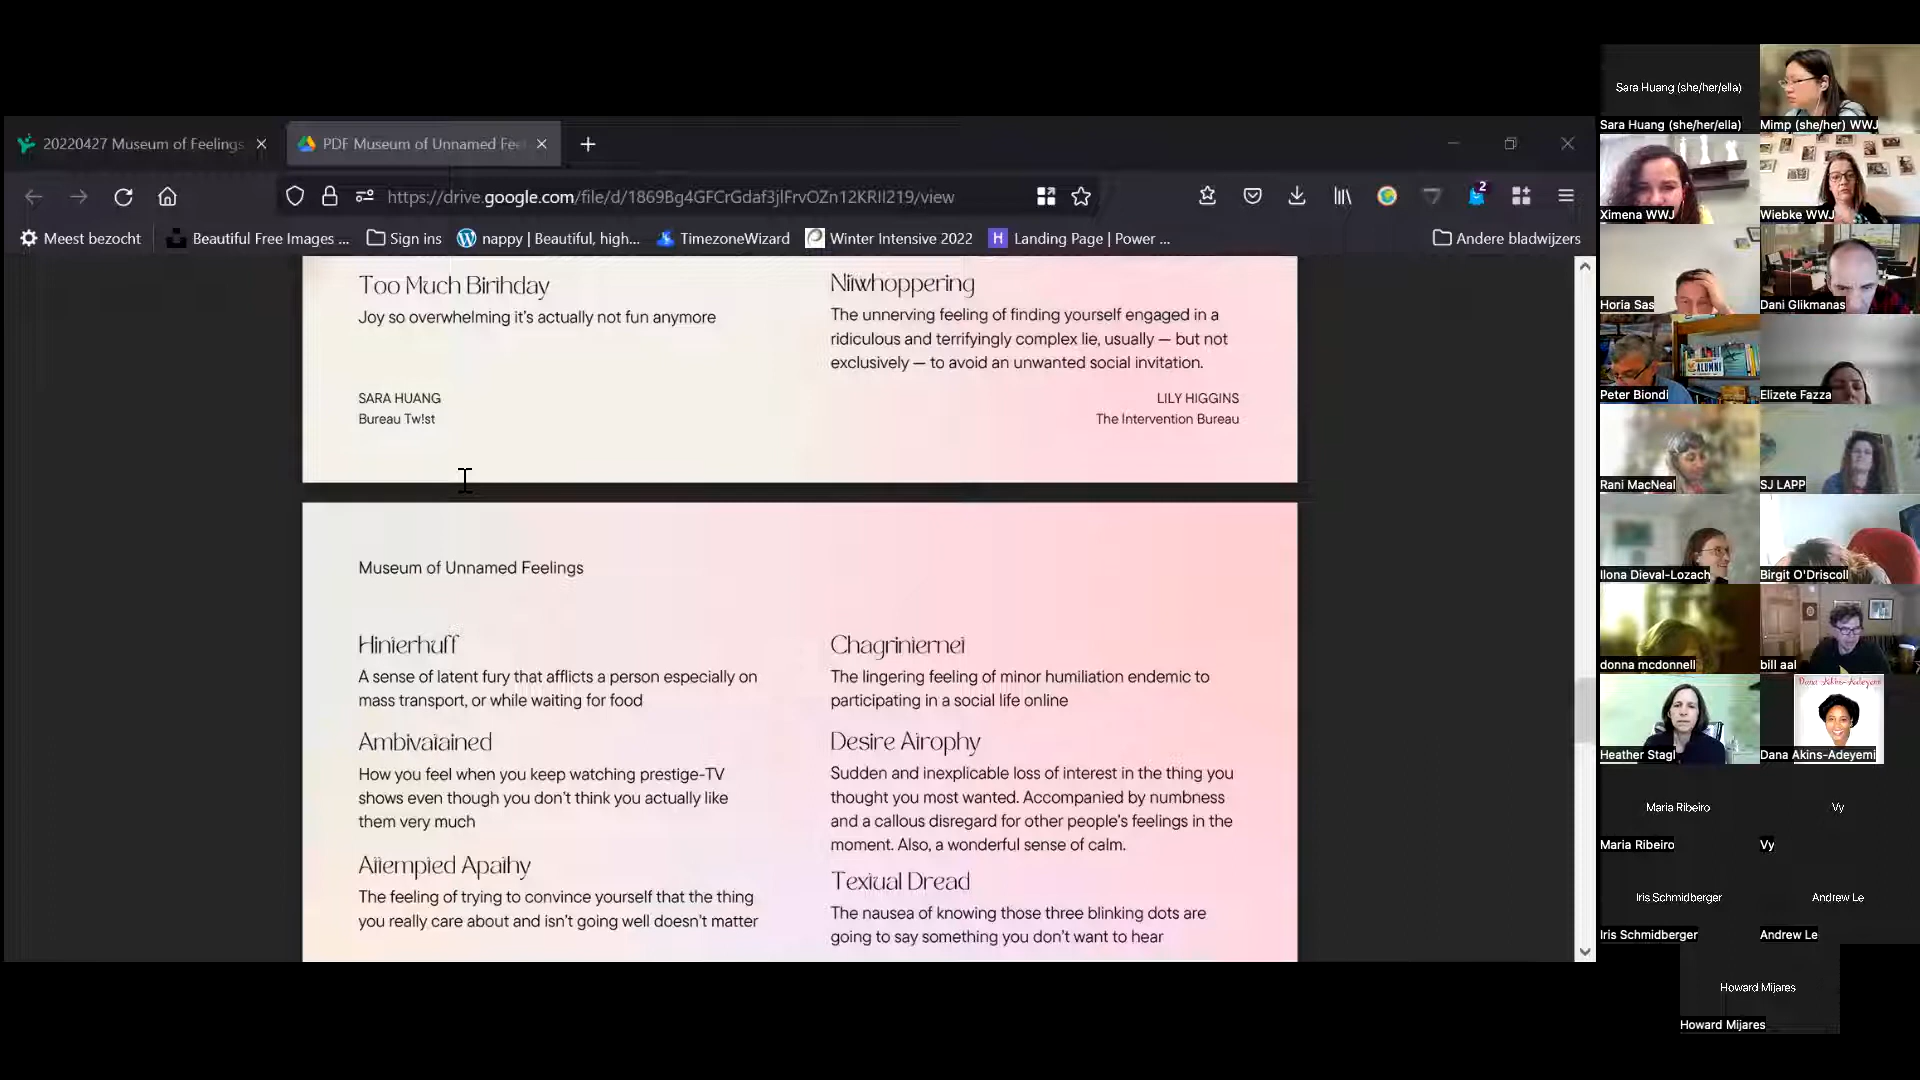 20220427 Museum of Feelings
PDF Museum of Unnamed Fee
https://drive.google.com/file/d/1869Bg4GFCrGdaf3jlFrvOZn12KRII219/view
2
Meest bezocht
Beautiful Free Images ...
Sign ins
nappy | Beautiful, high...
TimezoneWizard
Winter Intensive 2022
H
Landing Page | Power ...
Andere bladwijzers
Too Much Birthday
Joy so overwhelming it's actually not fun anymore
SARA HUANG
Bureau Tw!st
Nitwhoppering
The unnerving feeling of finding yourself engaged in a
ridiculous and terrifyingly complex lie, usually — but not
exclusively — to avoid an unwanted social invitation.
LILY HIGGINS
The Intervention Bureau
Museum of Unnamed Feelings
Hinterhuff
A sense of latent fury that afflicts a person especially on
mass transport, or while waiting for food
Ambivatained
How you feel when you keep watching prestige-TV
shows even though you don't think you actually like
them very much
Attempted Apathy
The feeling of trying to convince yourself that the thing
you really care about and isn't going well doesn't matter
Chagrinternet
The lingering feeling of minor humiliation endemic to
participating in a social life online
Desire Atrophy
Sudden and inexplicable loss of interest in the thing you
thought you most wanted. Accompanied by numbness
and a callous disregard for other people's feelings in the
moment. Also, a wonderful sense of calm.
Textual Dread
The nausea of knowing those three blinking dots are
going to say something you don't want to hear
Sara Huang (she/her/ella)
Sara Huang (she/her/ella)
Mimp (she/her) WWJ
Ximena WWJ
Wiebke WWJ
Horia Sas
Dani Glikmanas
ALUMNI
Peter Biondi
Elizete Fazza
Rani MacNeal
SJ LAPP
Ilona Dieval-Lozach
Birgit O'Driscoll
donna mcdonnell
bill aal
Dana Akins-Adeyemi
Heather Stagl
Dana Akins-Adeyemi
Maria Ribeiro
Vy
Maria Ribeiro
Vy
Iris Schmidberger
Andrew Le
Iris Schmidberger
Andrew Le
Howard Mijares
Howard Mijares